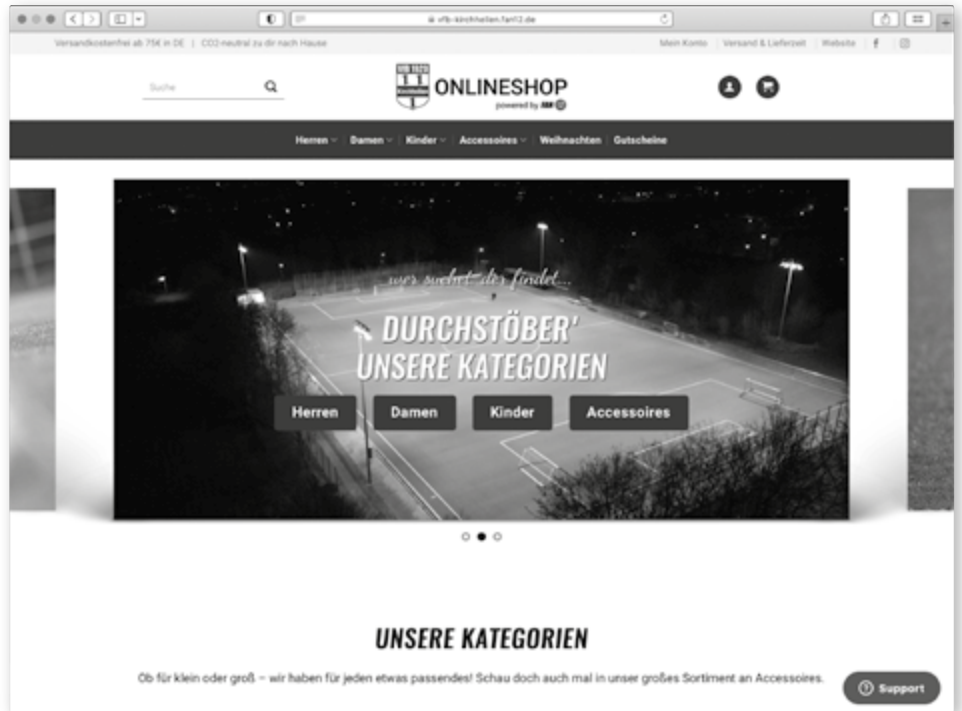 vfb-kirchhellen.fan12.de
Versandkostenfrei ab 75€ in DE | CO2-neutral zu dir nach Hause
Mein Konto | Versand & Lieferzeit | Website
Suche
ONLINESHOP
powered by FAN 12
Herren Damen Kinder Accessoires Weihnachten Gutscheine
wer suchet der findet...
DURCHSTÖBER'
UNSERE KATEGORIEN
Herren Damen Kinder Accessoires
UNSERE KATEGORIEN
Ob für klein oder groß – wir haben für jeden etwas passendes! Schau doch auch mal in unser großes Sortiment an Accessoires.
Support